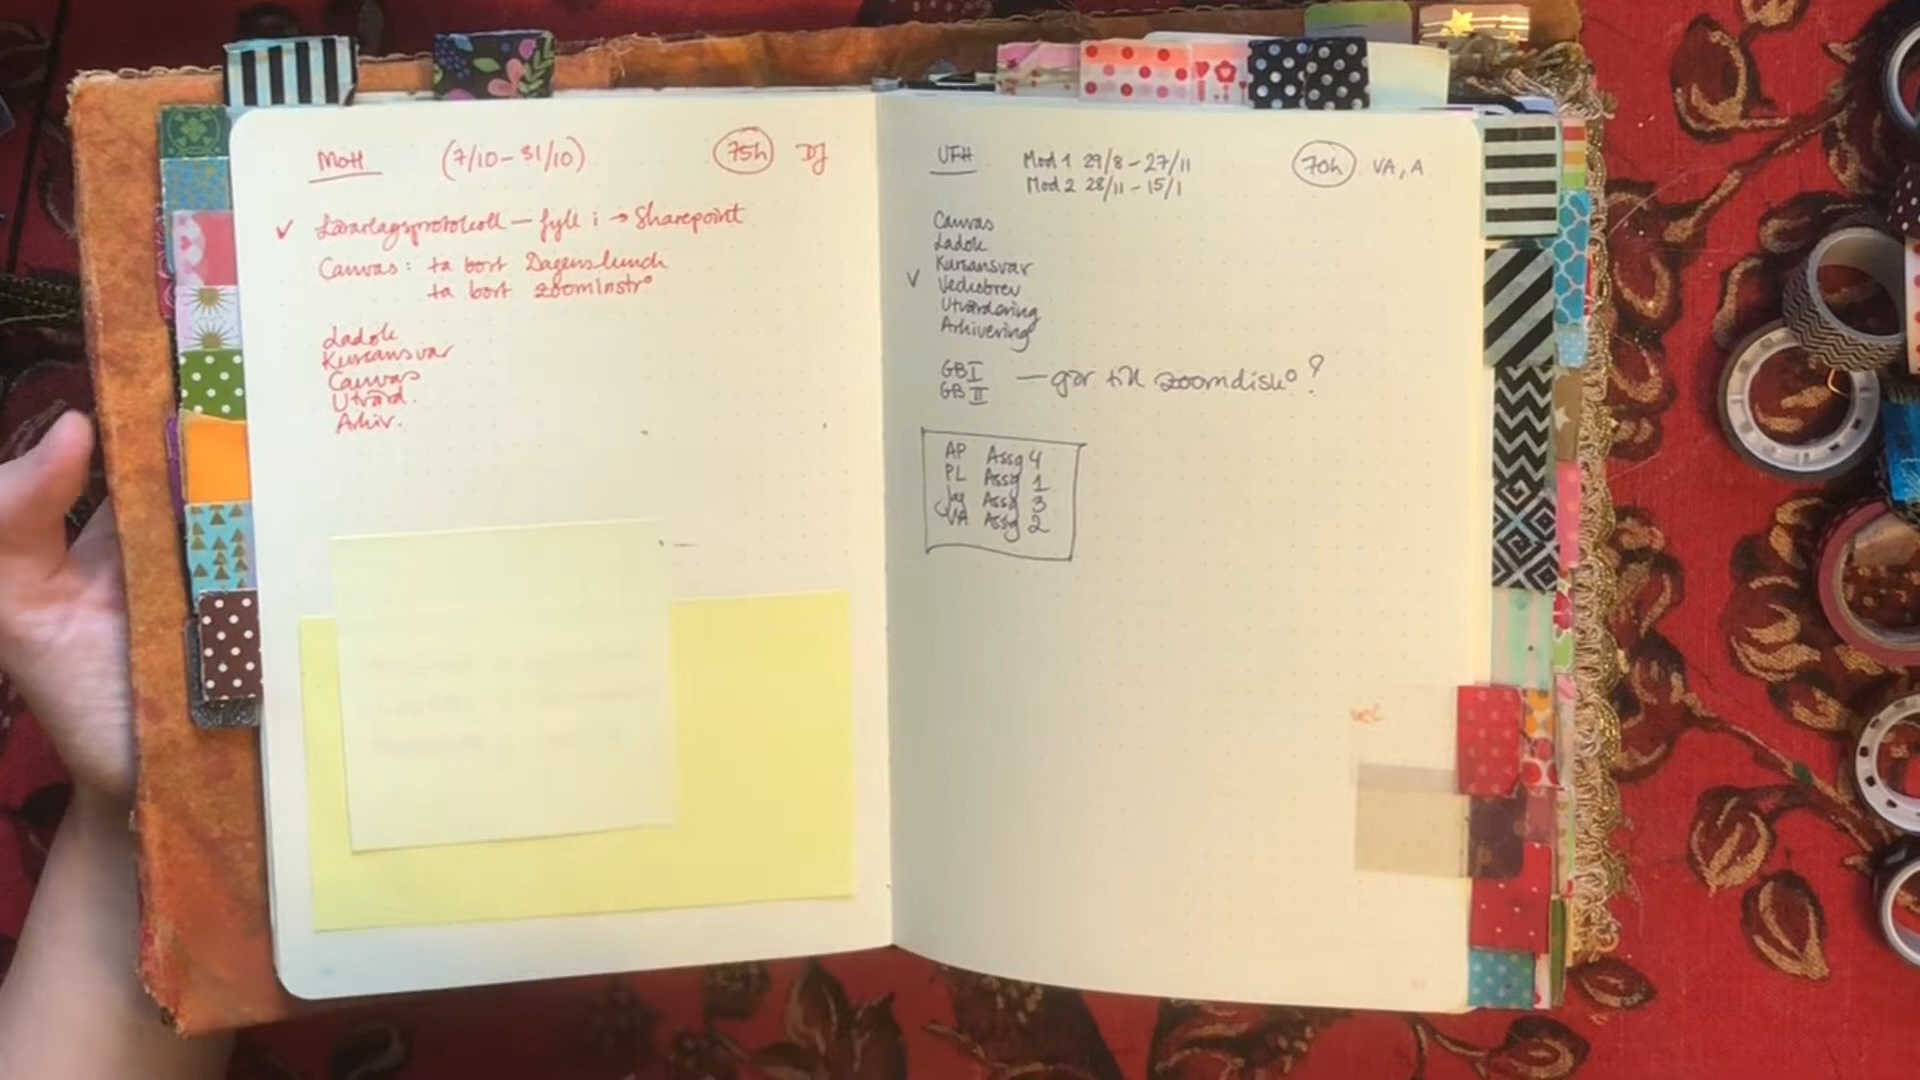 MoH (7/10 - 31/10) 75h DJ
✓ Lärarlagsprotokoll — fyll i → Sharepoint
Canvas: ta bort Dagens lunch
ta bort zoominstr°
Ladok
Kursansvar
Canvas
Utvärd.
Arkiv.
UFH Mod 1 29/8 - 27/11 70h VA, A
Mod 2 28/11 - 15/1
Canvas
Ladok
Kursansvar
✓ Utvärdering
Arkivering
GB I
GB II — gör till zoomdisk° ?
AP Assg 4
PL Assg 1
Jag Assg 3
VA Assg 2